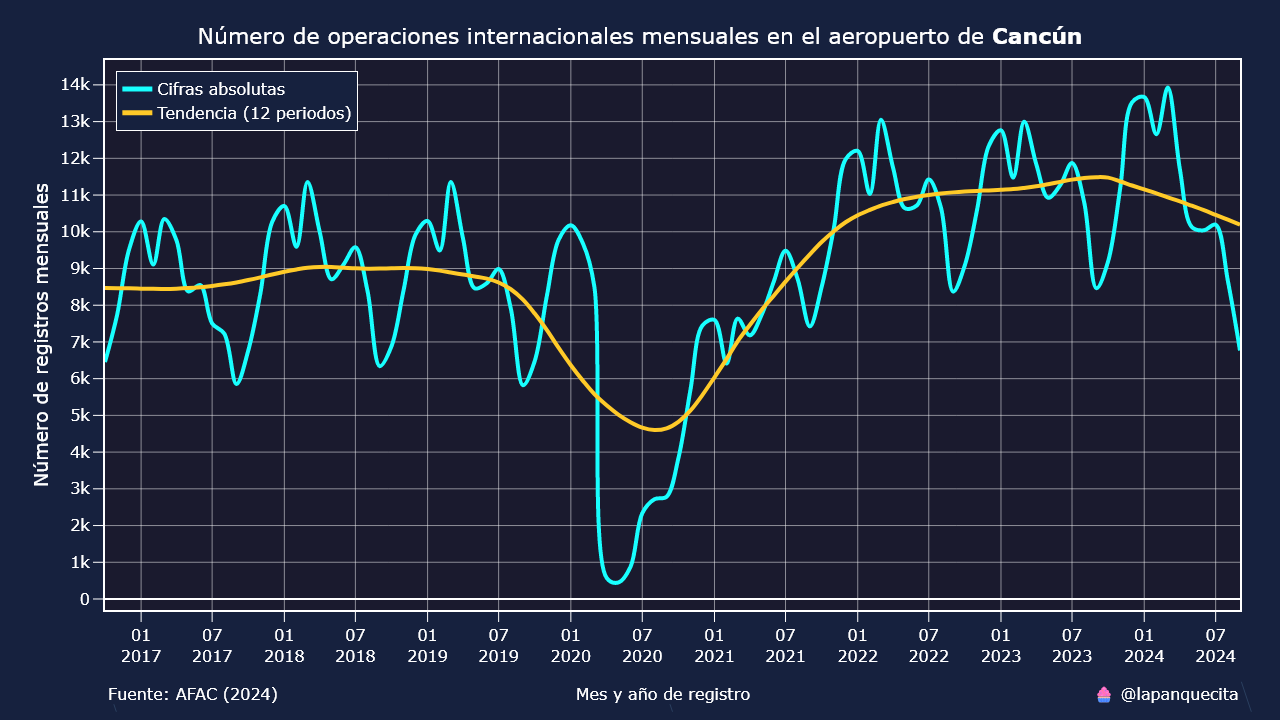 Número de operaciones internacionales mensuales en el aeropuerto de Cancún
Cifras absolutas
Tendencia (12 periodos)
Número de registros mensuales
14k
13k
12k
11k
10k
9k
8k
7k
6k
5k
4k
3k
2k
1k
0
01 07 01 07 01 07 01 07 01 07 01 07 01 07 01 07
2017 2017 2018 2018 2019 2019 2020 2020 2021 2021 2022 2022 2023 2023 2024 2024
Fuente: AFAC (2024) Mes y año de registro @lapanquecita